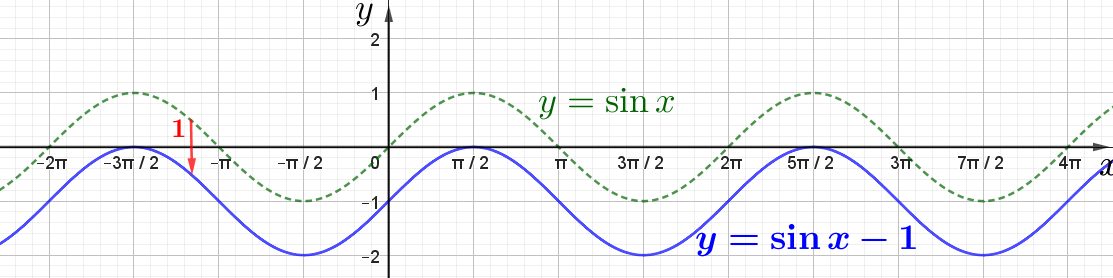 y
2
1
y = sin x
1
-2π -3π / 2 -π -π / 2 0 π / 2 π 3π / 2 2π 5π / 2 3π 7π / 2 4π x
-1
y = sin x − 1
-2